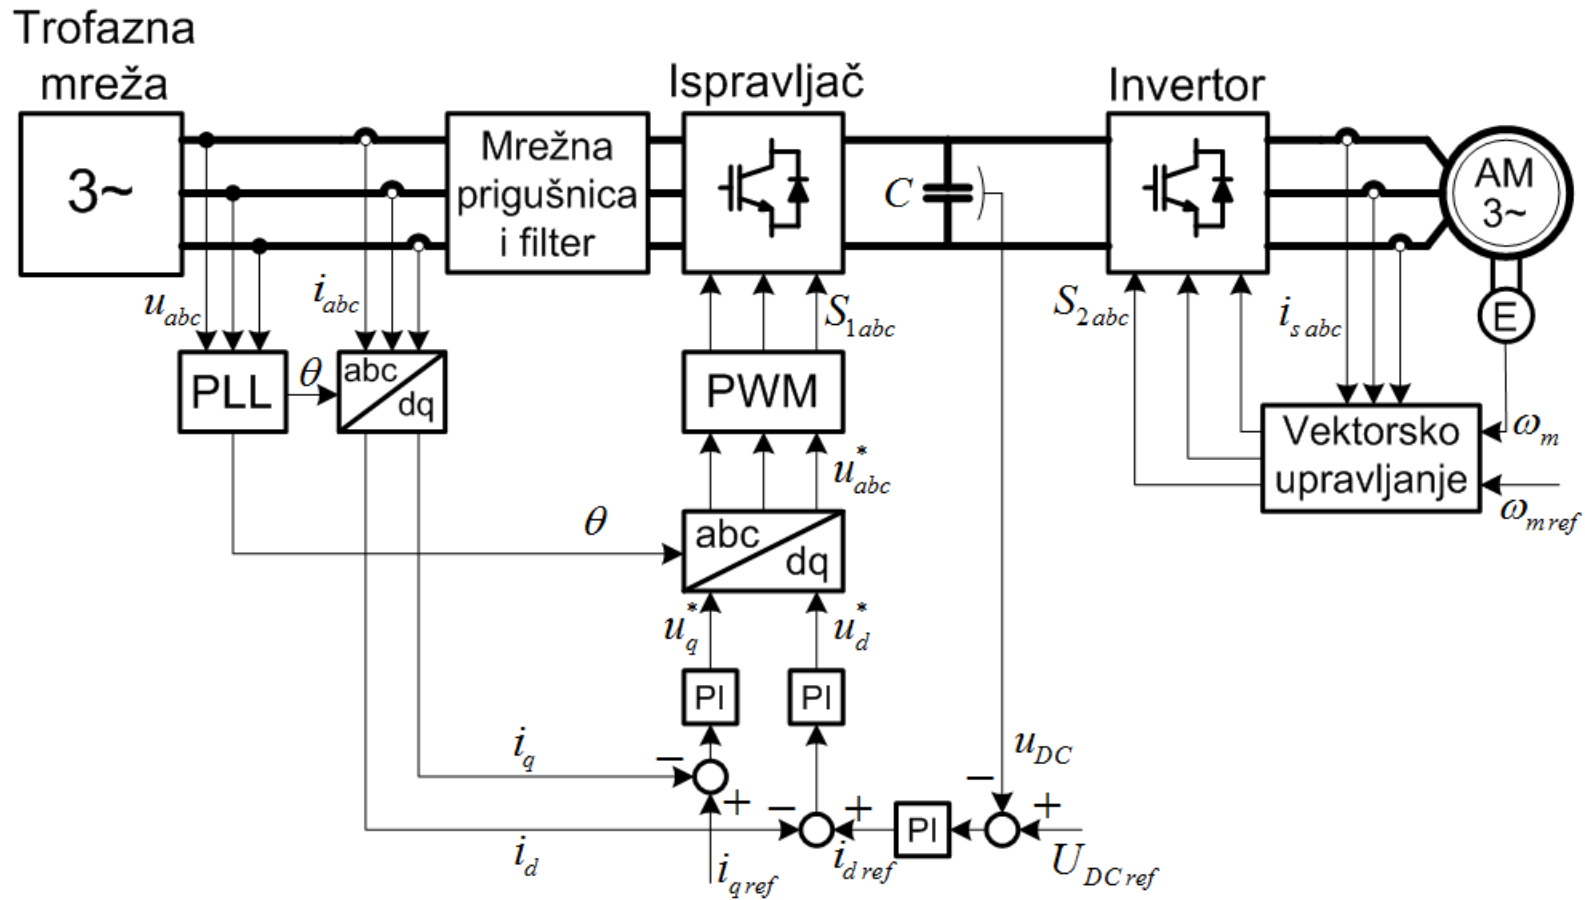 Trofazna
mreža
Ispravljač
Invertor
3~
Mrežna
prigušnica
i filter
C
AM
3~
E
u_abc
i_abc
S_1abc
S_2abc
i_s abc
PLL
θ
abc
dq
PWM
Vektorsko
upravljanje
ω_m
ω_m ref
u*_abc
θ
abc
dq
u*_q
u*_d
PI
PI
i_q
−
+
u_DC
−
+
−
+
PI
i_d
i_q ref
i_d ref
U_DC ref